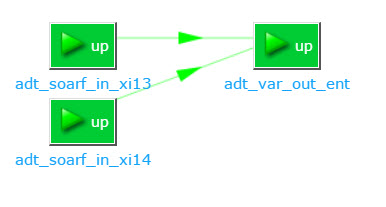 up
up
adt_soarf_in_xi13
adt_var_out_ent
up
adt_soarf_in_xi14